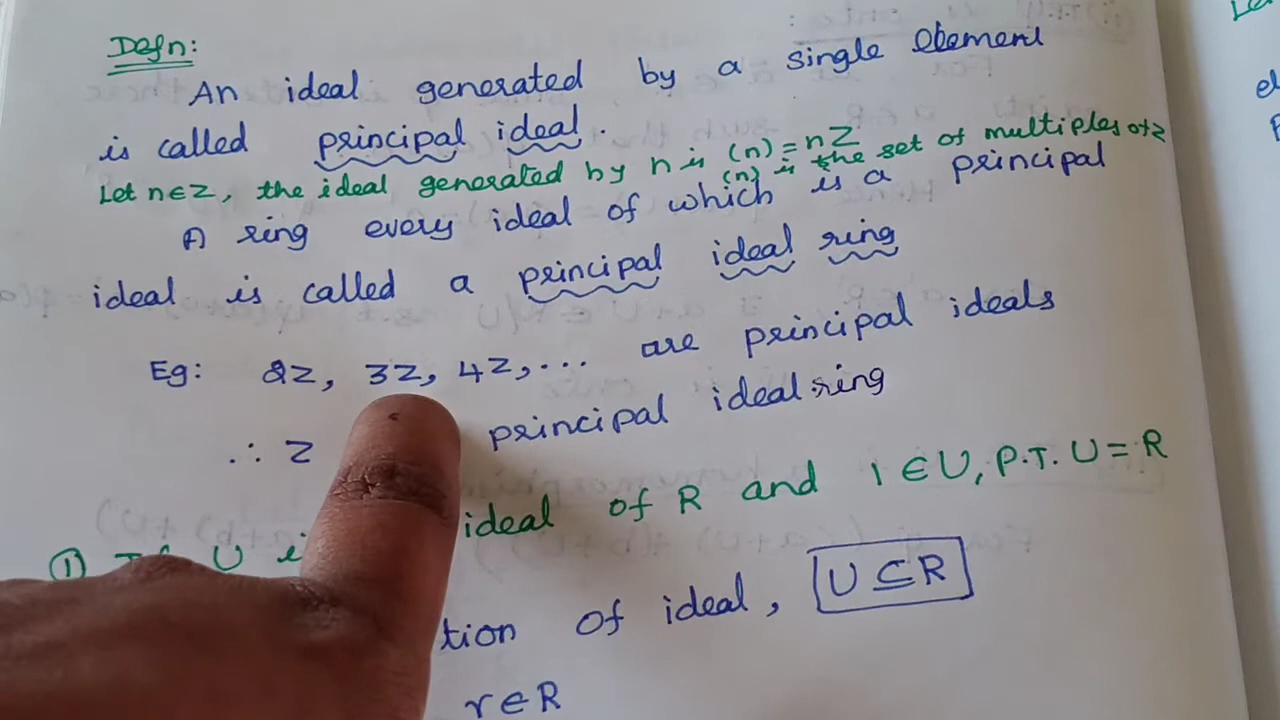 Defn:
An ideal generated by a single element
is called principal ideal.
Let n∈Z, the ideal generated by n is (n)=nZ
(n) is the set of multiples of z
A ring every ideal of which is a principal
ideal is called a principal ideal ring
Eg: 2Z, 3Z, 4Z,... are principal ideals
∴ Z principal ideal ring
① If U i ideal of R and 1∈U, P.T. U=R
tion of ideal, U⊆R
r∈R